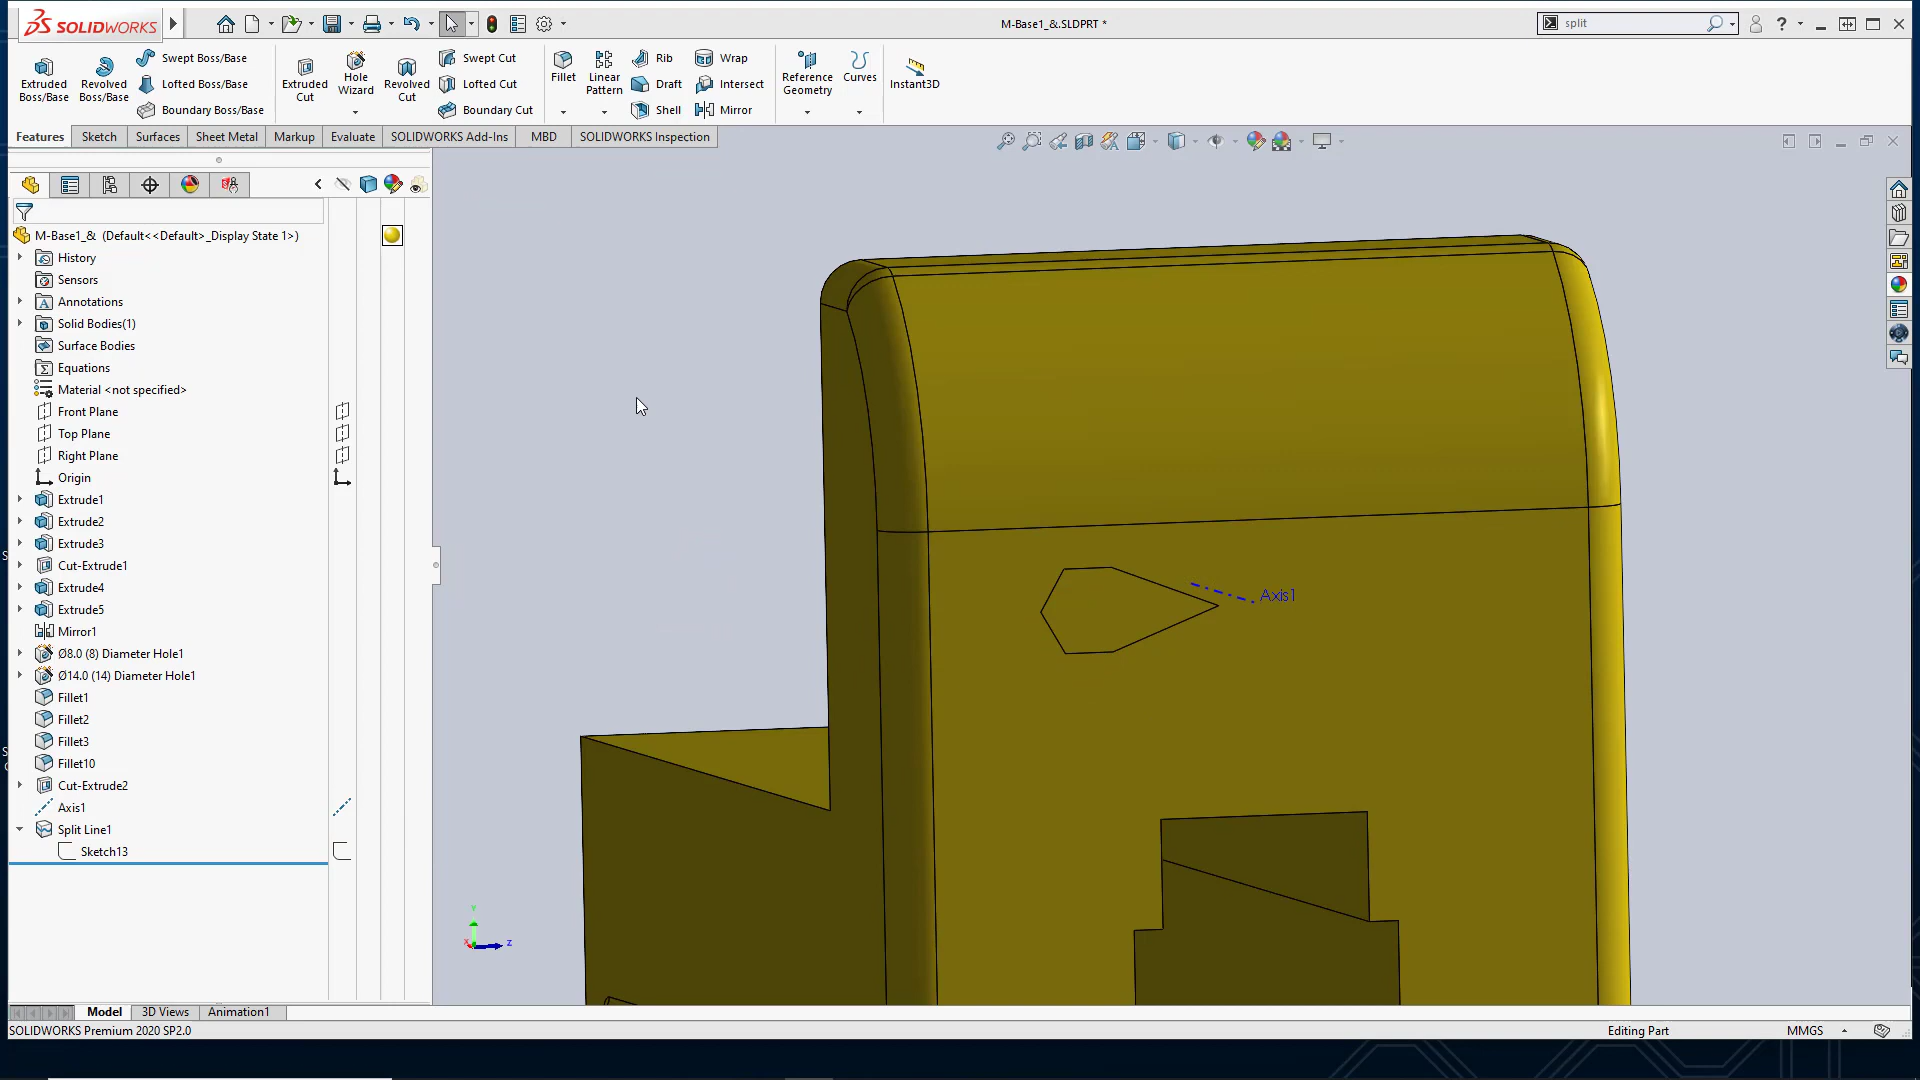 SOLIDWORKS
M-Base1_&.SLDPRT *
split
Extruded Boss/Base
Revolved Boss/Base
Swept Boss/Base
Lofted Boss/Base
Boundary Boss/Base
Extruded Cut
Hole Wizard
Revolved Cut
Swept Cut
Lofted Cut
Boundary Cut
Fillet
Linear Pattern
Rib
Draft
Shell
Wrap
Intersect
Mirror
Reference Geometry
Curves
Instant3D
Features
Sketch
Surfaces
Sheet Metal
Markup
Evaluate
SOLIDWORKS Add-Ins
MBD
SOLIDWORKS Inspection
M-Base1_& (Default<<Default>_Display State 1>)
History
Sensors
Annotations
Solid Bodies(1)
Surface Bodies
Equations
Material <not specified>
Front Plane
Top Plane
Right Plane
Origin
Extrude1
Extrude2
Extrude3
Cut-Extrude1
Extrude4
Extrude5
Mirror1
Ø8.0 (8) Diameter Hole1
Ø14.0 (14) Diameter Hole1
Fillet1
Fillet2
Fillet3
Fillet10
Cut-Extrude2
Axis1
Split Line1
Sketch13
Axis1
Y
X
Z
Model
3D Views
Animation1
SOLIDWORKS Premium 2020 SP2.0
Editing Part
MMGS